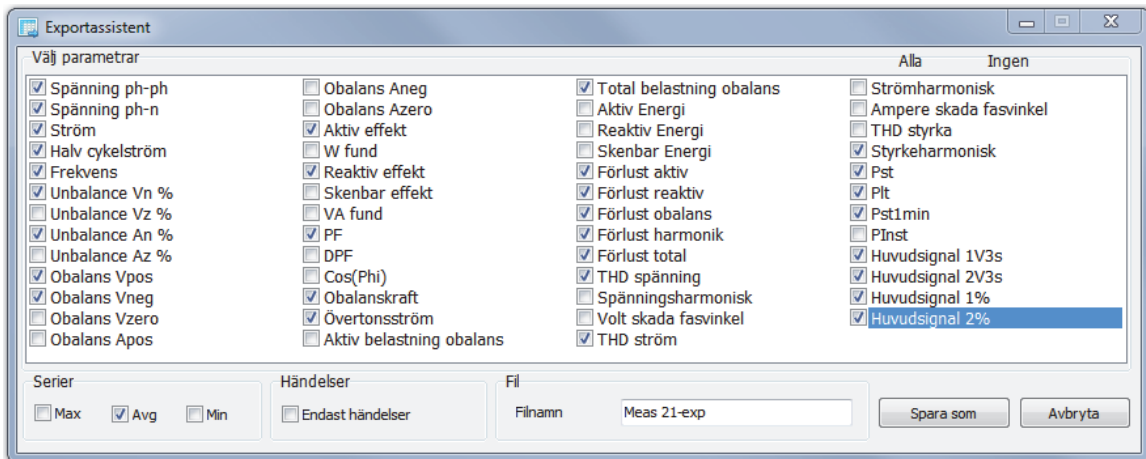 Exportassistent
Välj parametrar
Alla Ingen
Spänning ph-ph
Spänning ph-n
Ström
Halv cykelström
Frekvens
Unbalance Vn %
Unbalance Vz %
Unbalance An %
Unbalance Az %
Obalans Vpos
Obalans Vneg
Obalans Vzero
Obalans Apos
Obalans Aneg
Obalans Azero
Aktiv effekt
W fund
Reaktiv effekt
Skenbar effekt
VA fund
PF
DPF
Cos(Phi)
Obalanskraft
Övertonsström
Aktiv belastning obalans
Total belastning obalans
Aktiv Energi
Reaktiv Energi
Skenbar Energi
Förlust aktiv
Förlust reaktiv
Förlust obalans
Förlust harmonik
Förlust total
THD spänning
Spänningsharmonisk
Volt skada fasvinkel
THD ström
Strömharmonisk
Ampere skada fasvinkel
THD styrka
Styrkeharmonisk
Pst
Plt
Pst1min
PInst
Huvudsignal 1V3s
Huvudsignal 2V3s
Huvudsignal 1%
Huvudsignal 2%
Serier
Max Avg Min
Händelser
Endast händelser
Fil
Filnamn Meas 21-exp
Spara som
Avbryta